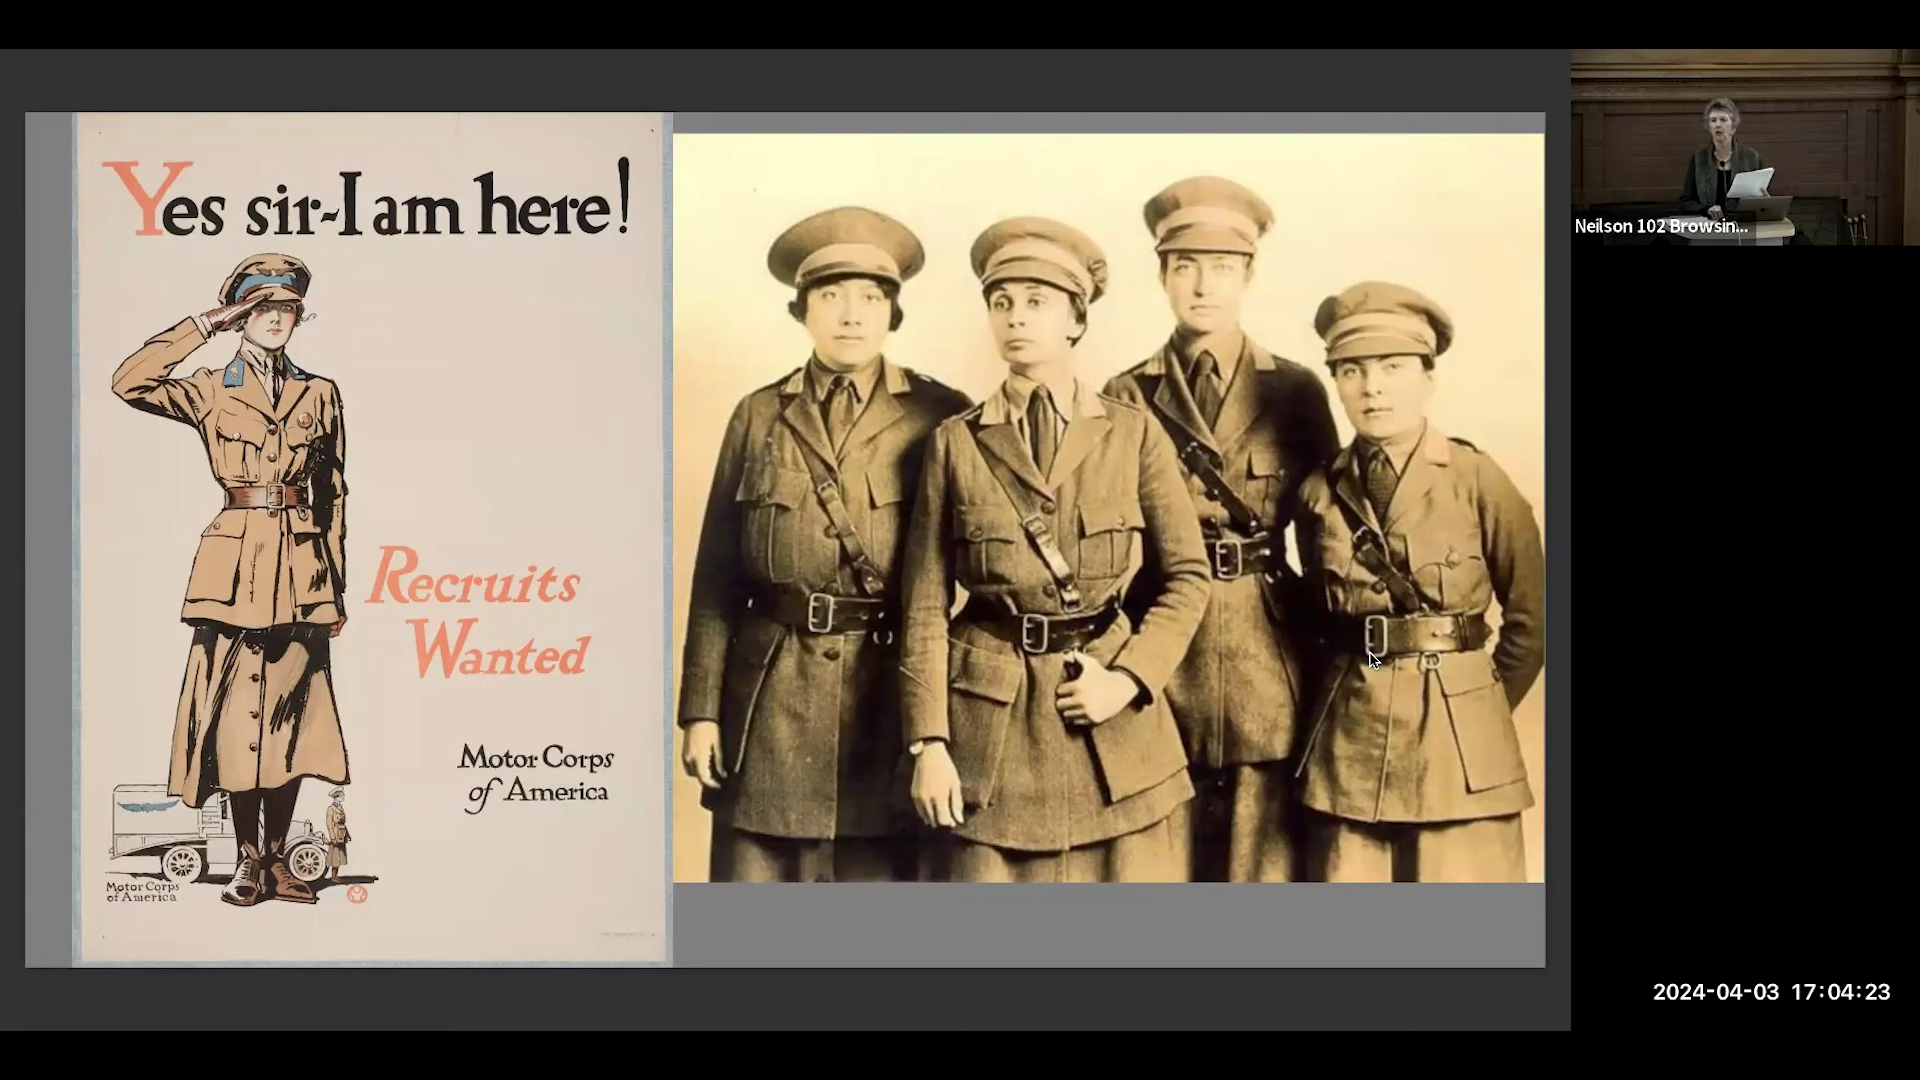 Yes sir-I am here!
Recruits
Wanted
Motor Corps
of America
Motor Corps
of America
Neilson 102 Browsin...
2024-04-03 17:04:23